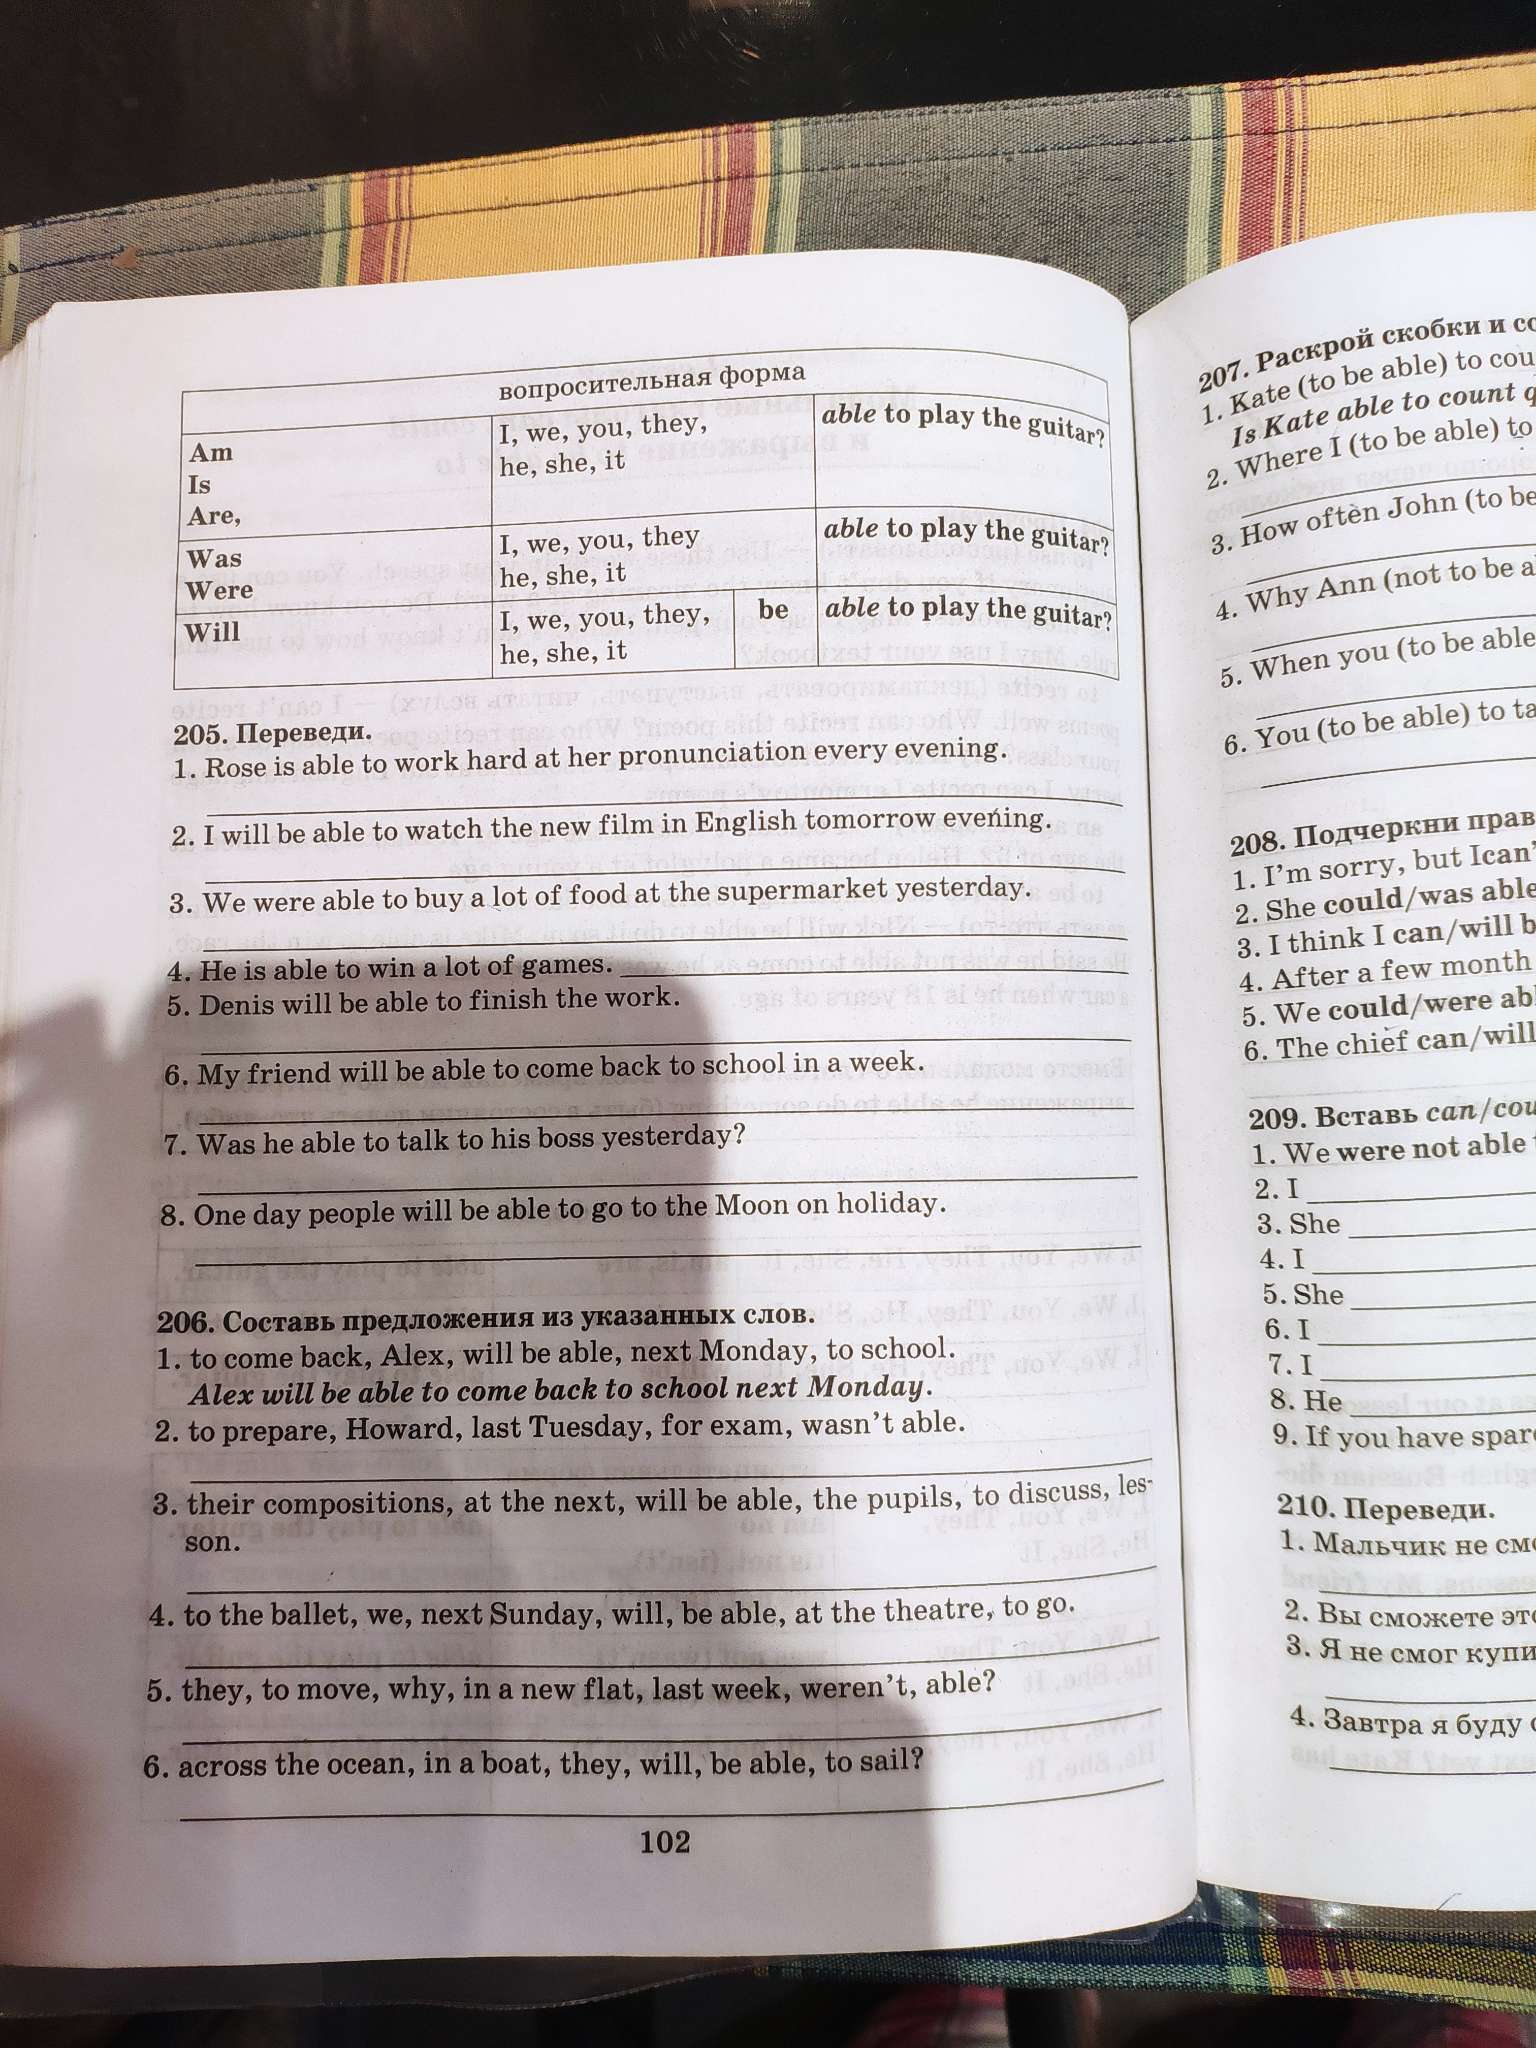 вопросительная форма
Am
Is
Are,
I, we, you, they,
he, she, it
able to play the guitar?
Was
Were
I, we, you, they
he, she, it
able to play the guitar?
Will
I, we, you, they,
he, she, it
be
able to play the guitar?
205. Переведи.
1. Rose is able to work hard at her pronunciation every evening.
2. I will be able to watch the new film in English tomorrow evening.
3. We were able to buy a lot of food at the supermarket yesterday.
4. He is able to win a lot of games.
5. Denis will be able to finish the work.
6. My friend will be able to come back to school in a week.
7. Was he able to talk to his boss yesterday?
8. One day people will be able to go to the Moon on holiday.
206. Составь предложения из указанных слов.
1. to come back, Alex, will be able, next Monday, to school.
Alex will be able to come back to school next Monday.
2. to prepare, Howard, last Tuesday, for exam, wasn't able.
3. their compositions, at the next, will be able, the pupils, to discuss, les-
son.
4. to the ballet, we, next Sunday, will, be able, at the theatre, to go.
5. they, to move, why, in a new flat, last week, weren't, able?
6. across the ocean, in a boat, they, will, be able, to sail?
102
207. Раскрой скобки и
1. Kate (to be able) to
Is Kate able to count
2. Where I (to be able) to
3. How often John (to be
4. Why Ann (not to be
5. When you (to be able
6. You (to be able) to
208. Подчеркни
1. I'm sorry, but Ican'
2. She could/was able
3. I think I can/will
4. After a few month
5. We could/were
6. The chief can/will
209. Вставь can/
1. We were not able
2. I
3. She
4. I
5. She
6. I
7. I
8. He
9. If you have
210. Переведи.
1. Мальчик не
2. Вы сможете
3. Я не смог
4. Завтра я буду